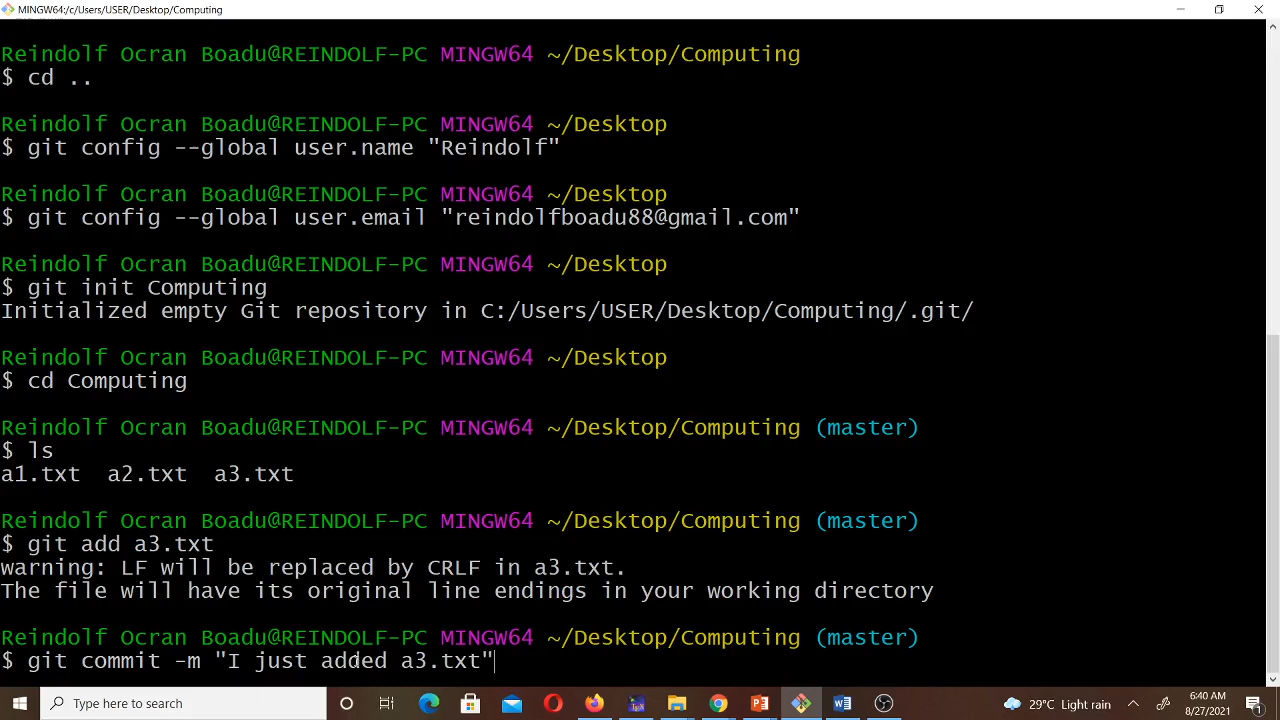 MINGW64:/c/Users/USER/Desktop/Computing
Reindolf Ocran Boadu@REINDOLF-PC MINGW64 ~/Desktop/Computing
$ cd ..
Reindolf Ocran Boadu@REINDOLF-PC MINGW64 ~/Desktop
$ git config --global user.name "Reindolf"
Reindolf Ocran Boadu@REINDOLF-PC MINGW64 ~/Desktop
$ git config --global user.email "reindolfboadu88@gmail.com"
Reindolf Ocran Boadu@REINDOLF-PC MINGW64 ~/Desktop
$ git init Computing
Initialized empty Git repository in C:/Users/USER/Desktop/Computing/.git/
Reindolf Ocran Boadu@REINDOLF-PC MINGW64 ~/Desktop
$ cd Computing
Reindolf Ocran Boadu@REINDOLF-PC MINGW64 ~/Desktop/Computing (master)
$ ls
a1.txt  a2.txt  a3.txt
Reindolf Ocran Boadu@REINDOLF-PC MINGW64 ~/Desktop/Computing (master)
$ git add a3.txt
warning: LF will be replaced by CRLF in a3.txt.
The file will have its original line endings in your working directory
Reindolf Ocran Boadu@REINDOLF-PC MINGW64 ~/Desktop/Computing (master)
$ git commit -m "I just added a3.txt"
Type here to search
29°C Light rain
6:40 AM
8/27/2021
1